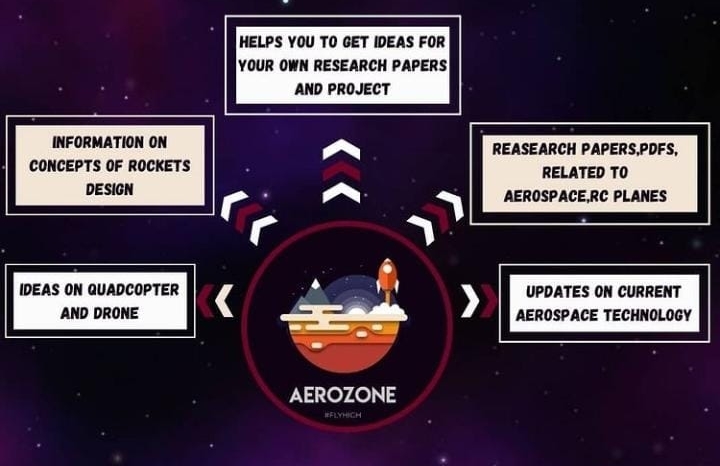 HELPS YOU TO GET IDEAS FOR
YOUR OWN RESEARCH PAPERS
AND PROJECT
INFORMATION ON
CONCEPTS OF ROCKETS
DESIGN
REASEARCH PAPERS,PDFS,
RELATED TO
AEROSPACE,RC PLANES
IDEAS ON QUADCOPTER
AND DRONE
UPDATES ON CURRENT
AEROSPACE TECHNOLOGY
AEROZONE
#FLYHIGH